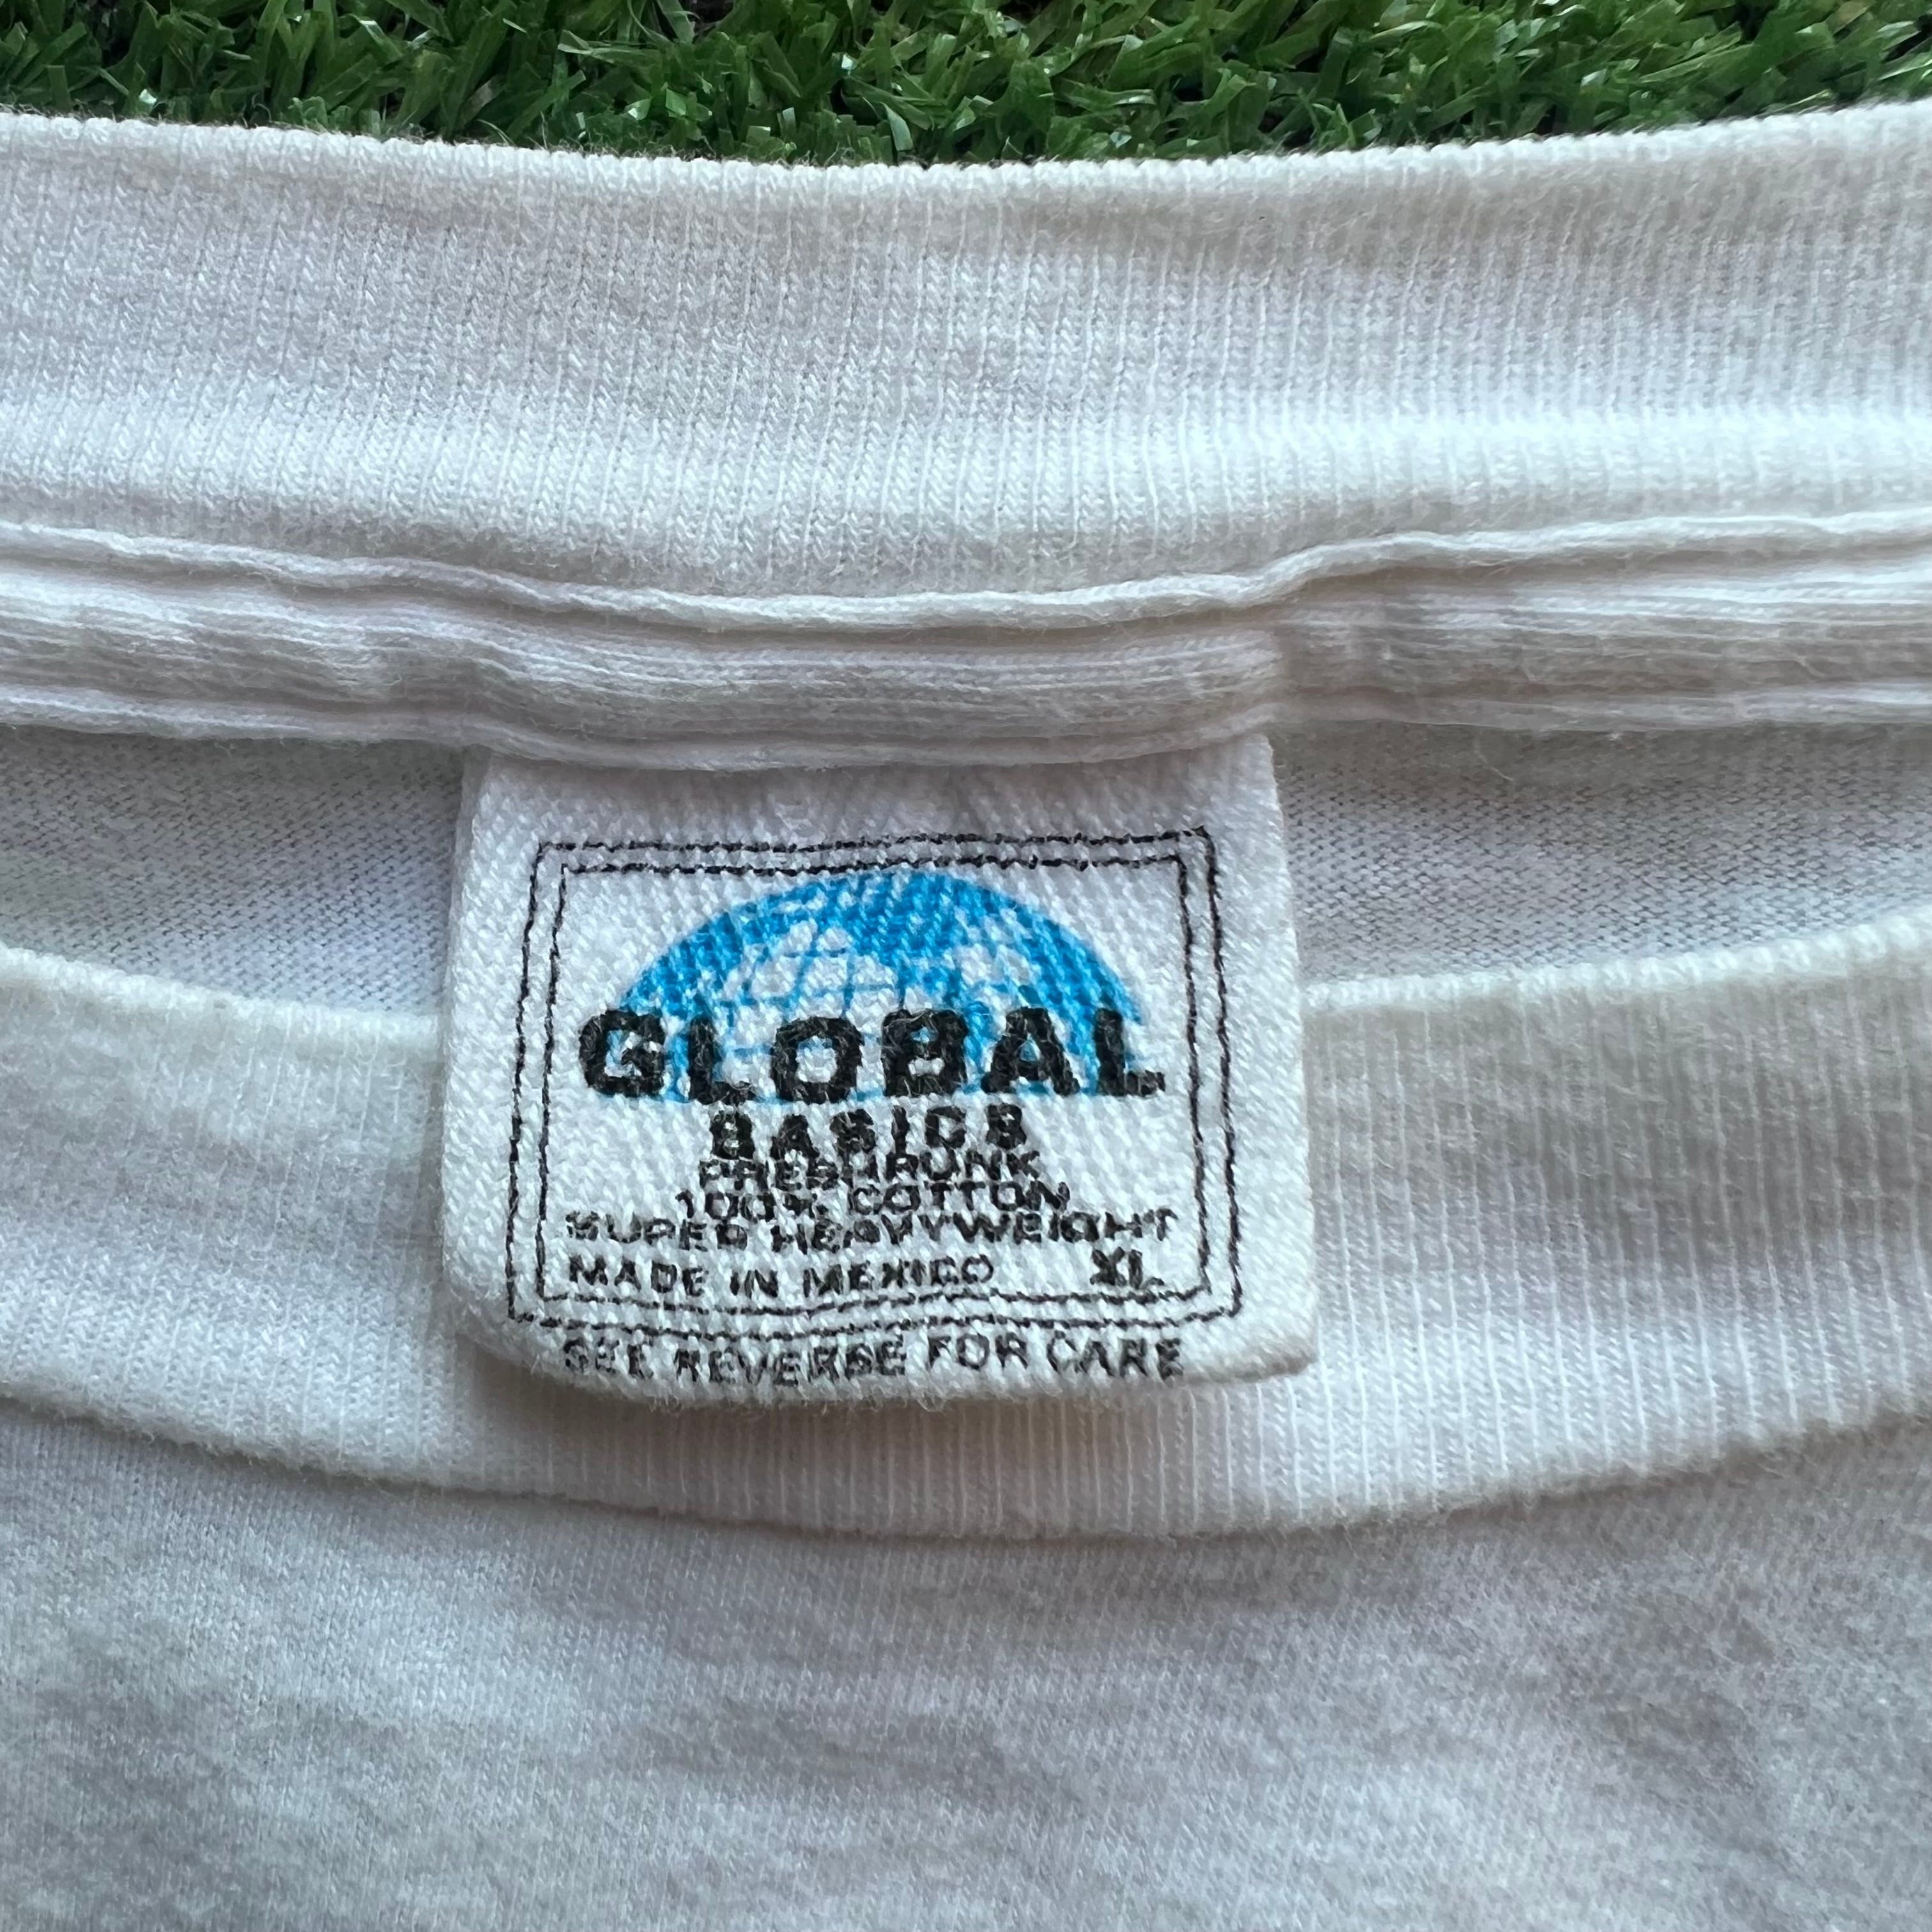 GLOBAL
BASICS
PRESHRUNK
100% COTTON
SUPER HEAVYWEIGHT
MADE IN MEXICO XL
SEE REVERSE FOR CARE